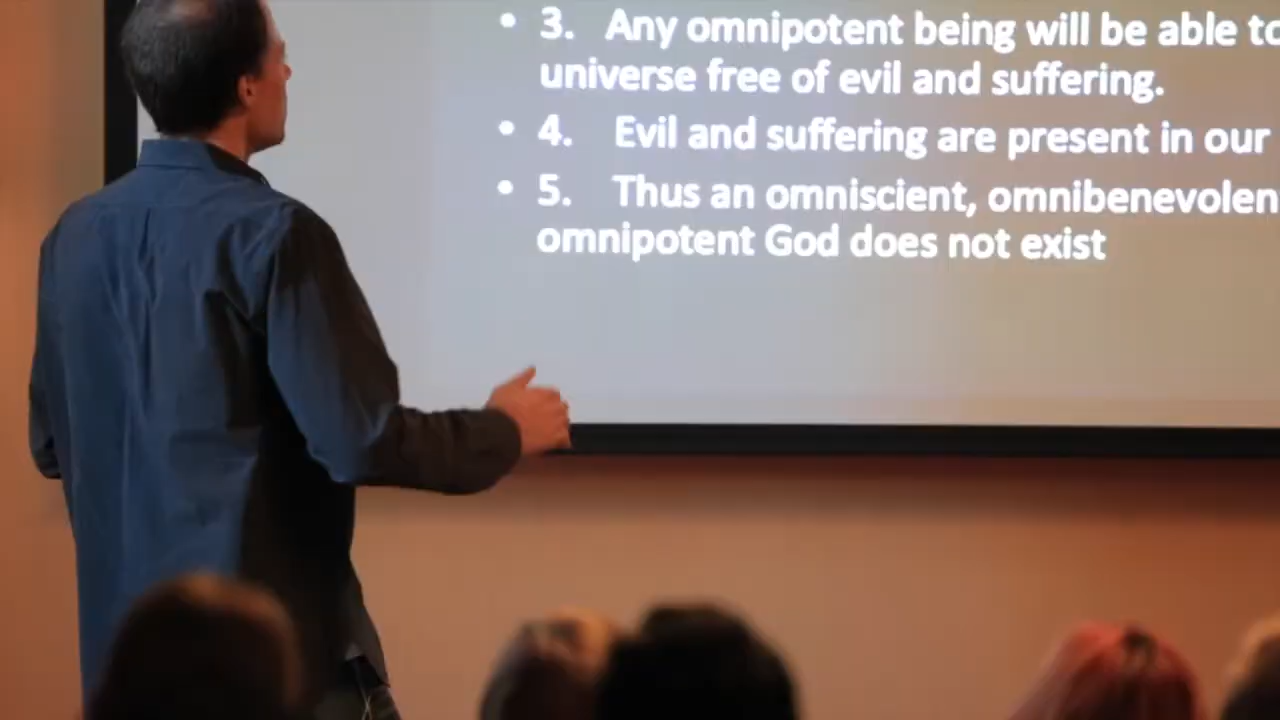 • 3. Any omnipotent being will be able to
universe free of evil and suffering.
• 4. Evil and suffering are present in our
• 5. Thus an omniscient, omnibenevolen
omnipotent God does not exist